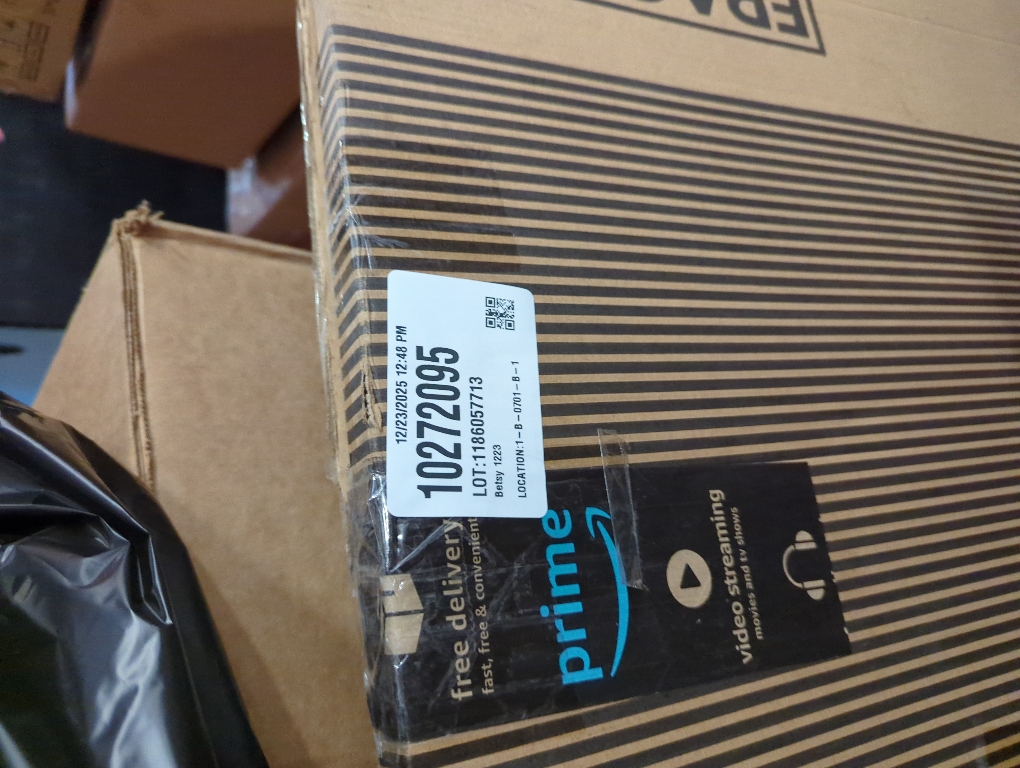 12/23/2025 12:48 PM
10272095
LOT:1186057713
Betsy 1223
LOCATION:1-B-0701-B-1
free delivery
fast, free & convenient
prime
video streaming
movies and tv shows